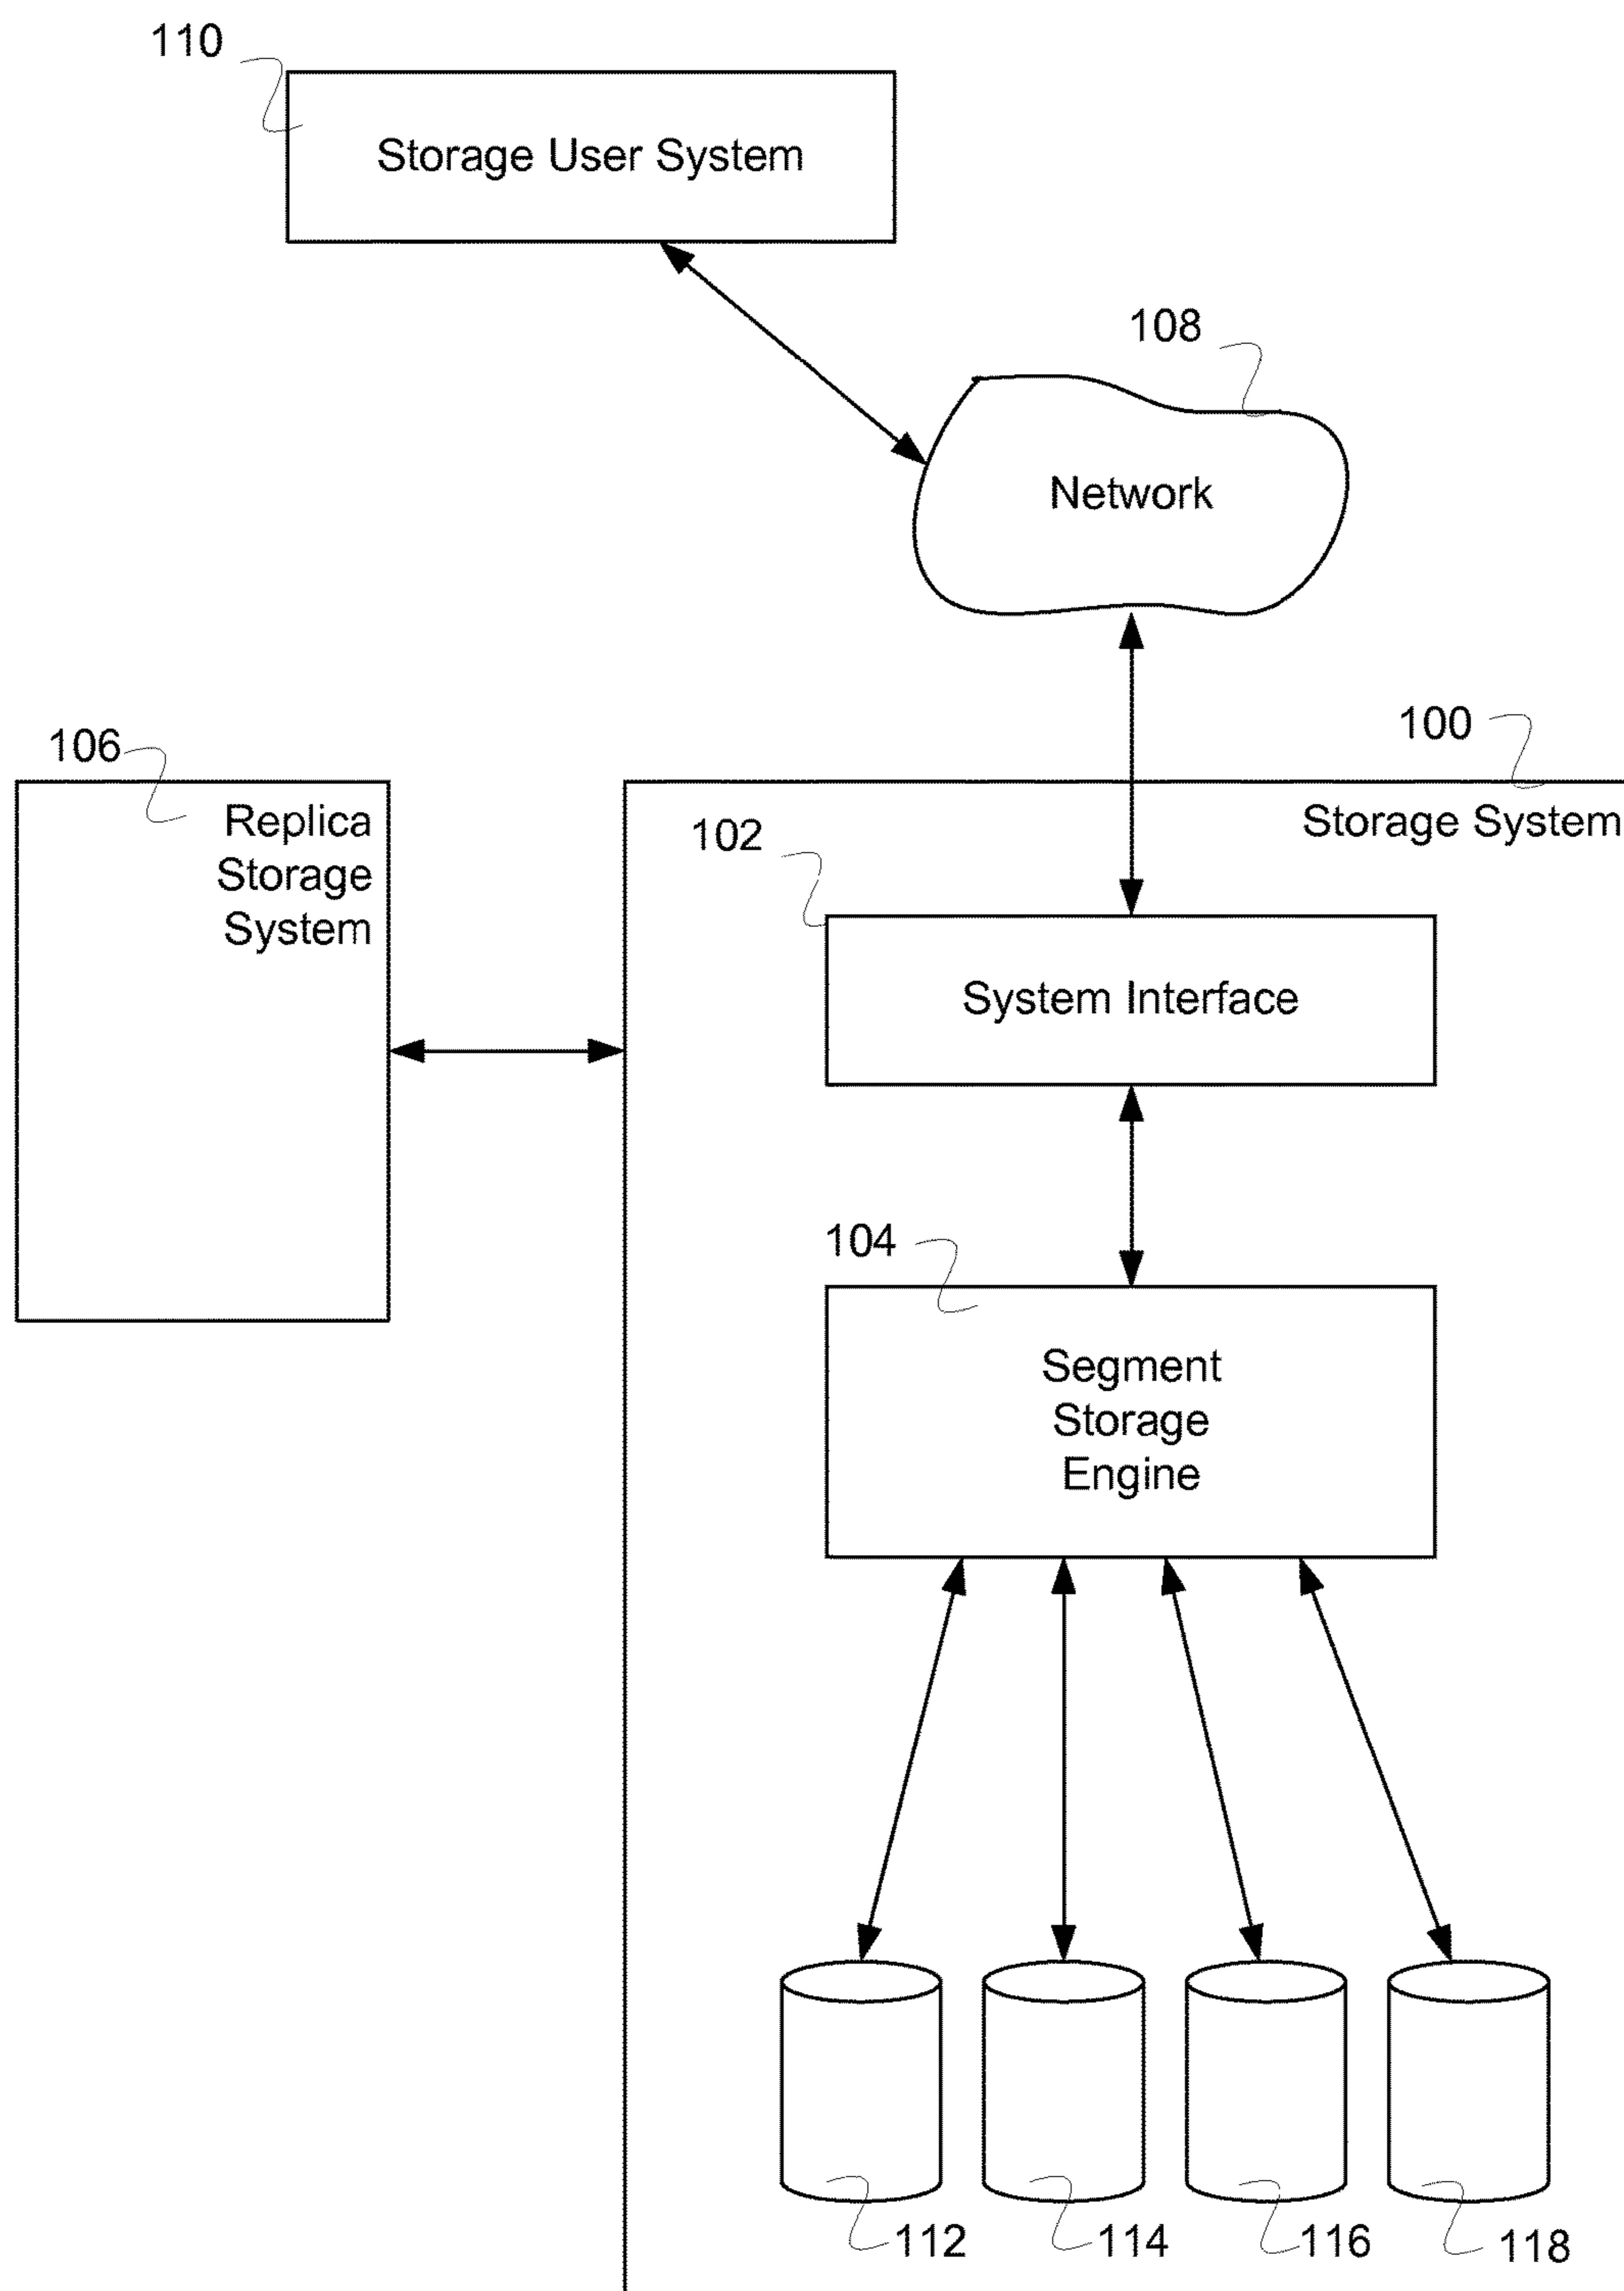 110
Storage User System
108
Network
100
106
Replica
Storage
System
Storage System
102
System Interface
104
Segment
Storage
Engine
112
114
116
118